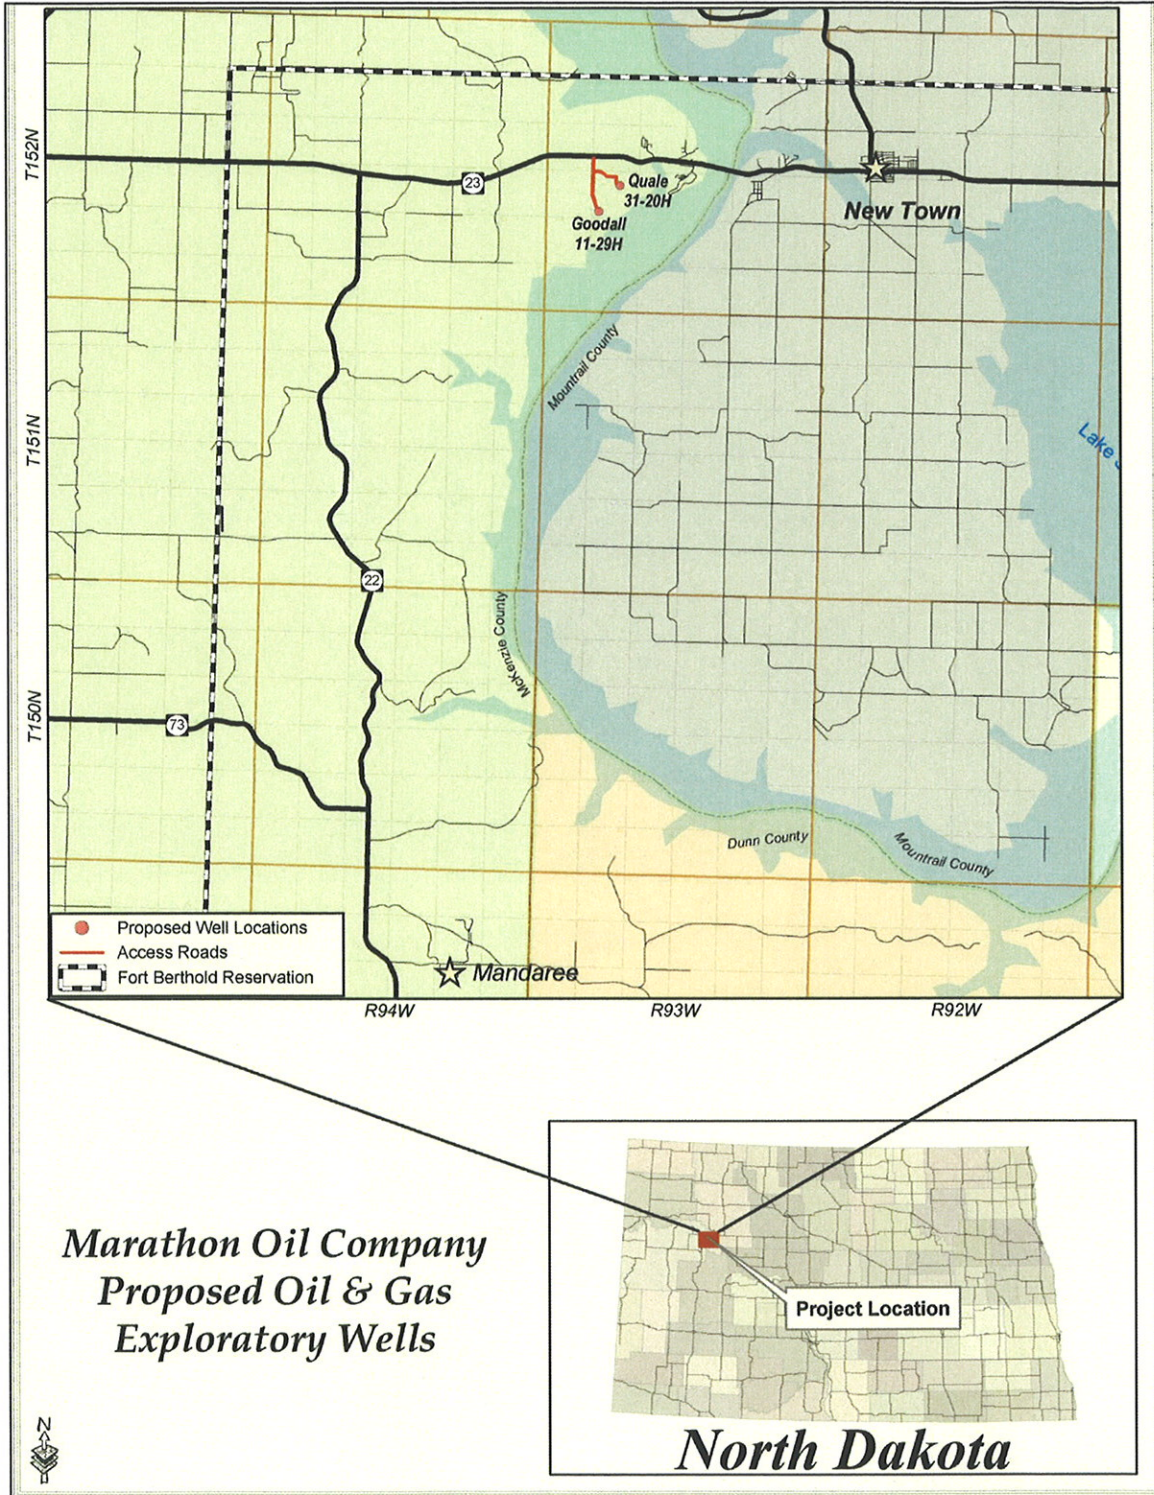 T152N
23
Quale
31-20H
Goodall
11-29H
New Town
Mountrail County
T151N
Lake
22
McKenzie County
T150N
73
Dunn County
Mountrail County
Proposed Well Locations
Access Roads
Fort Berthold Reservation
Mandaree
R94W
R93W
R92W
Marathon Oil Company
Proposed Oil & Gas
Exploratory Wells
Project Location
North Dakota
N